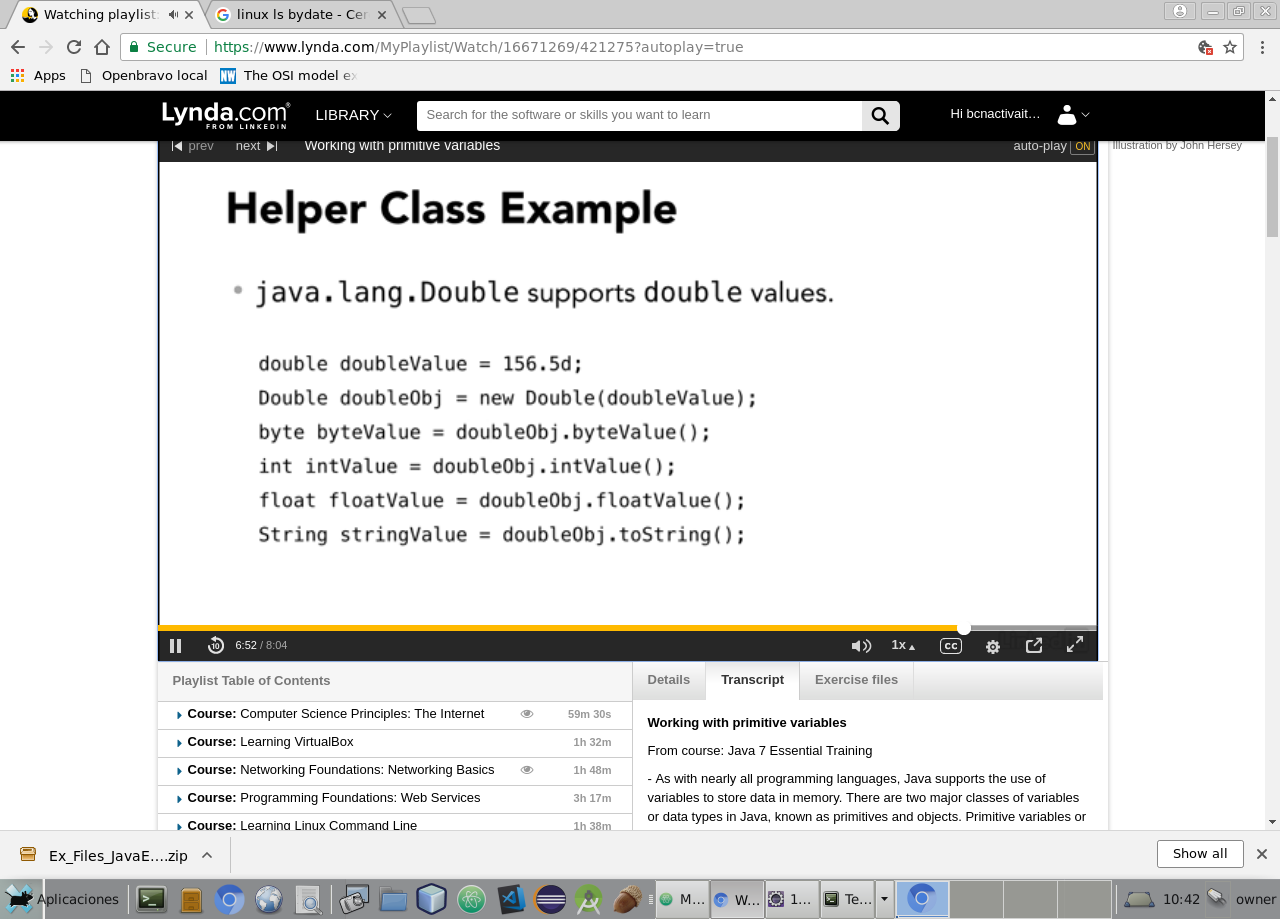 Watching playlist:
linux ls bydate - Cer
Secure
https://www.lynda.com/MyPlaylist/Watch/16671269/421275?autoplay=true
Apps
Openbravo local
NW
The OSI model ex
Lynda.com®
FROM LINKEDIN
LIBRARY
Search for the software or skills you want to learn
Hi bcnactivait…
prev
next
Working with primitive variables
auto-play
ON
Illustration by John Hersey
Helper Class Example
• java.lang.Double supports double values.
double doubleValue = 156.5d;
Double doubleObj = new Double(doubleValue);
byte byteValue = doubleObj.byteValue();
int intValue = doubleObj.intValue();
float floatValue = doubleObj.floatValue();
String stringValue = doubleObj.toString();
10
6:52 / 8:04
1x
cc
Playlist Table of Contents
Course: Computer Science Principles: The Internet
59m 30s
Course: Learning VirtualBox
1h 32m
Course: Networking Foundations: Networking Basics
1h 48m
Course: Programming Foundations: Web Services
3h 17m
Course: Learning Linux Command Line
1h 38m
Details
Transcript
Exercise files
Working with primitive variables
From course: Java 7 Essential Training
- As with nearly all programming languages, Java supports the use of
variables to store data in memory. There are two major classes of variables
or data types in Java, known as primitives and objects. Primitive variables or
Ex_Files_JavaE….zip
Show all
Aplicaciones
M...
W...
1...
Te...
10:42
owner